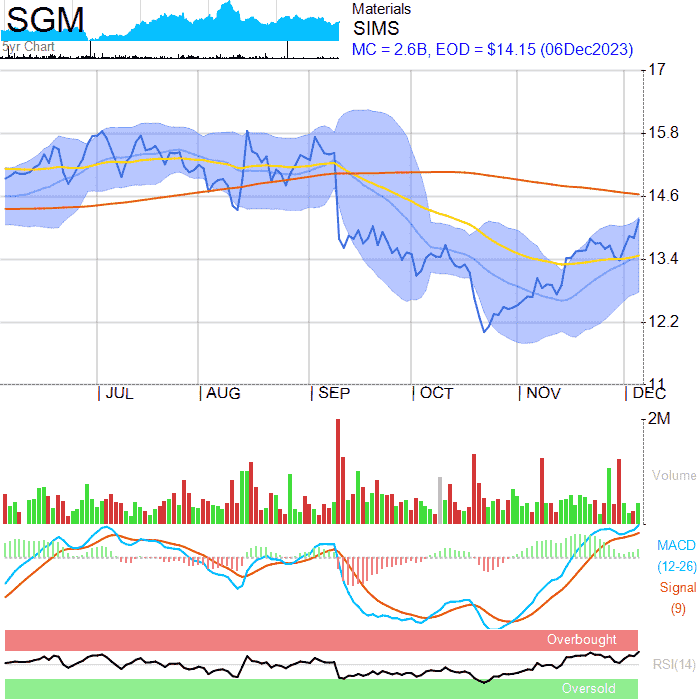 SGM
5yr Chart
Materials
SIMS
MC = 2.6B, EOD = $14.15 (06Dec2023)
17
15.8
14.6
13.4
12.2
11
JUL
AUG
SEP
OCT
NOV
DEC
2M
Volume
MACD
(12-26)
Signal
(9)
Overbought
RSI(14)
Oversold